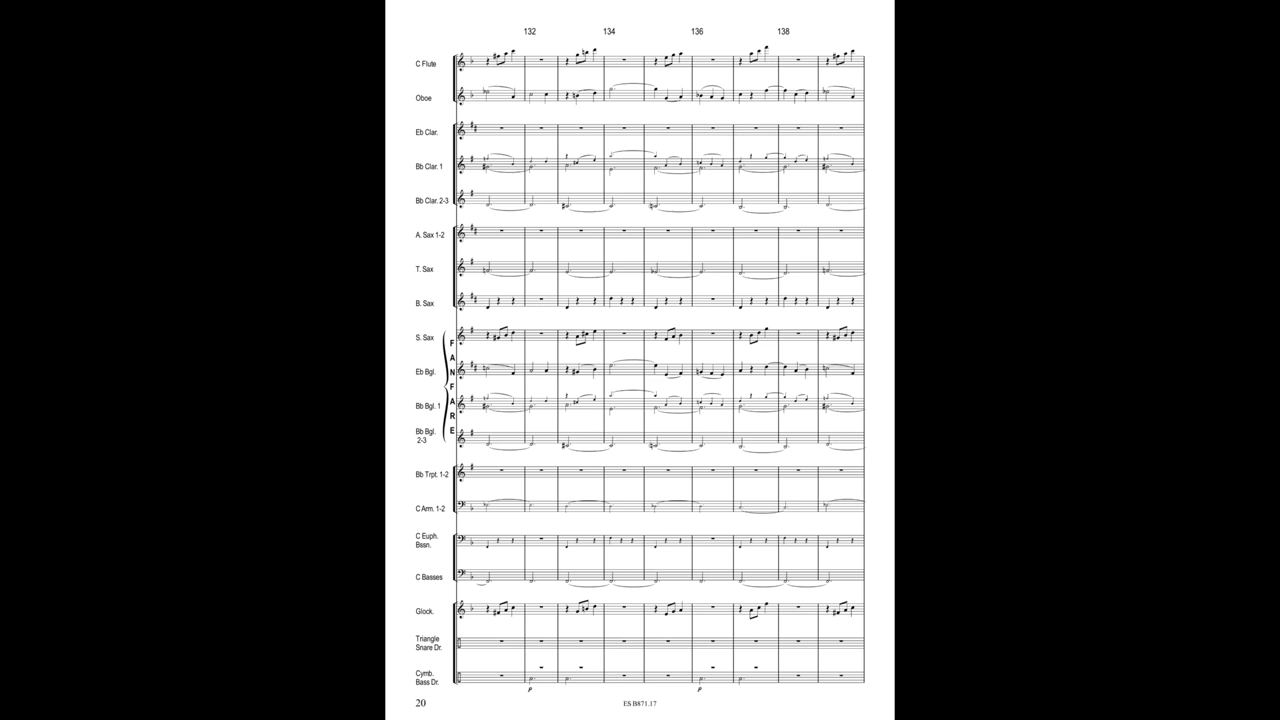 132 134 136 138
C Flute
Oboe
Eb Clar.
Bb Clar. 1
Bb Clar. 2-3
A. Sax 1-2
T. Sax
B. Sax
S. Sax
FANFARE
Eb Bgl.
Bb Bgl. 1
Bb Bgl.
2-3
Bb Trpt. 1-2
C Arm. 1-2
C Euph.
Bssn.
C Basses
Glock.
Triangle
Snare Dr.
Cymb.
Bass Dr.
p p
20 ES B871.17